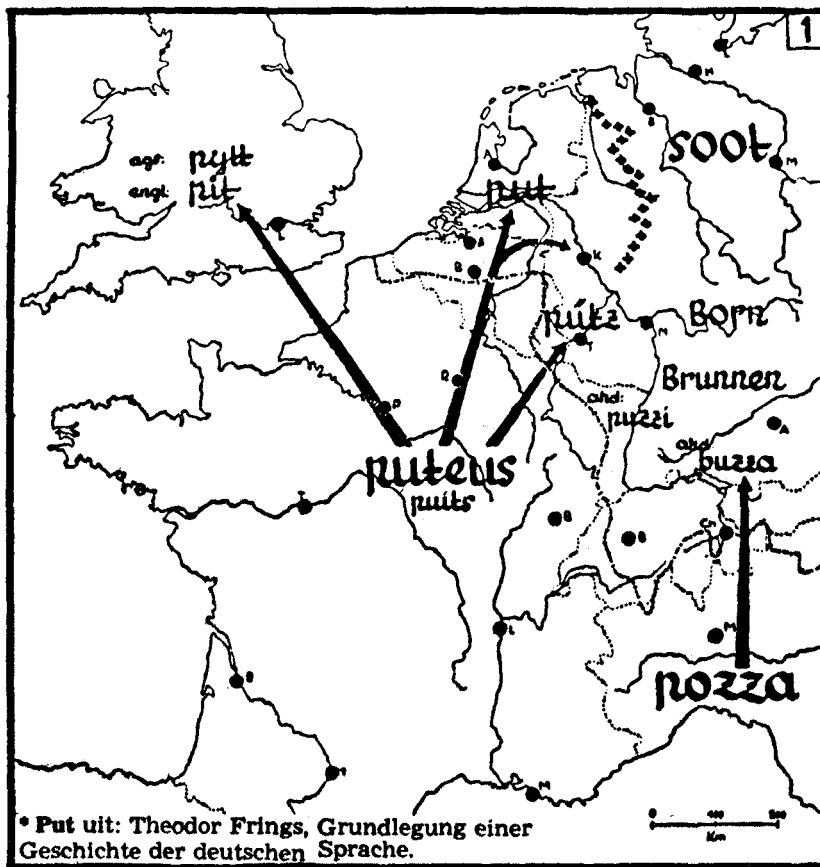 1
SOOT
ags: pytt
engl: pit
put
pütz
Born
Brunnen
ahd: puzzi
ahd buzza
puteus
puits
pozza
Km
* Put uit: Theodor Frings, Grundlegung einer
Geschichte der deutschen Sprache.